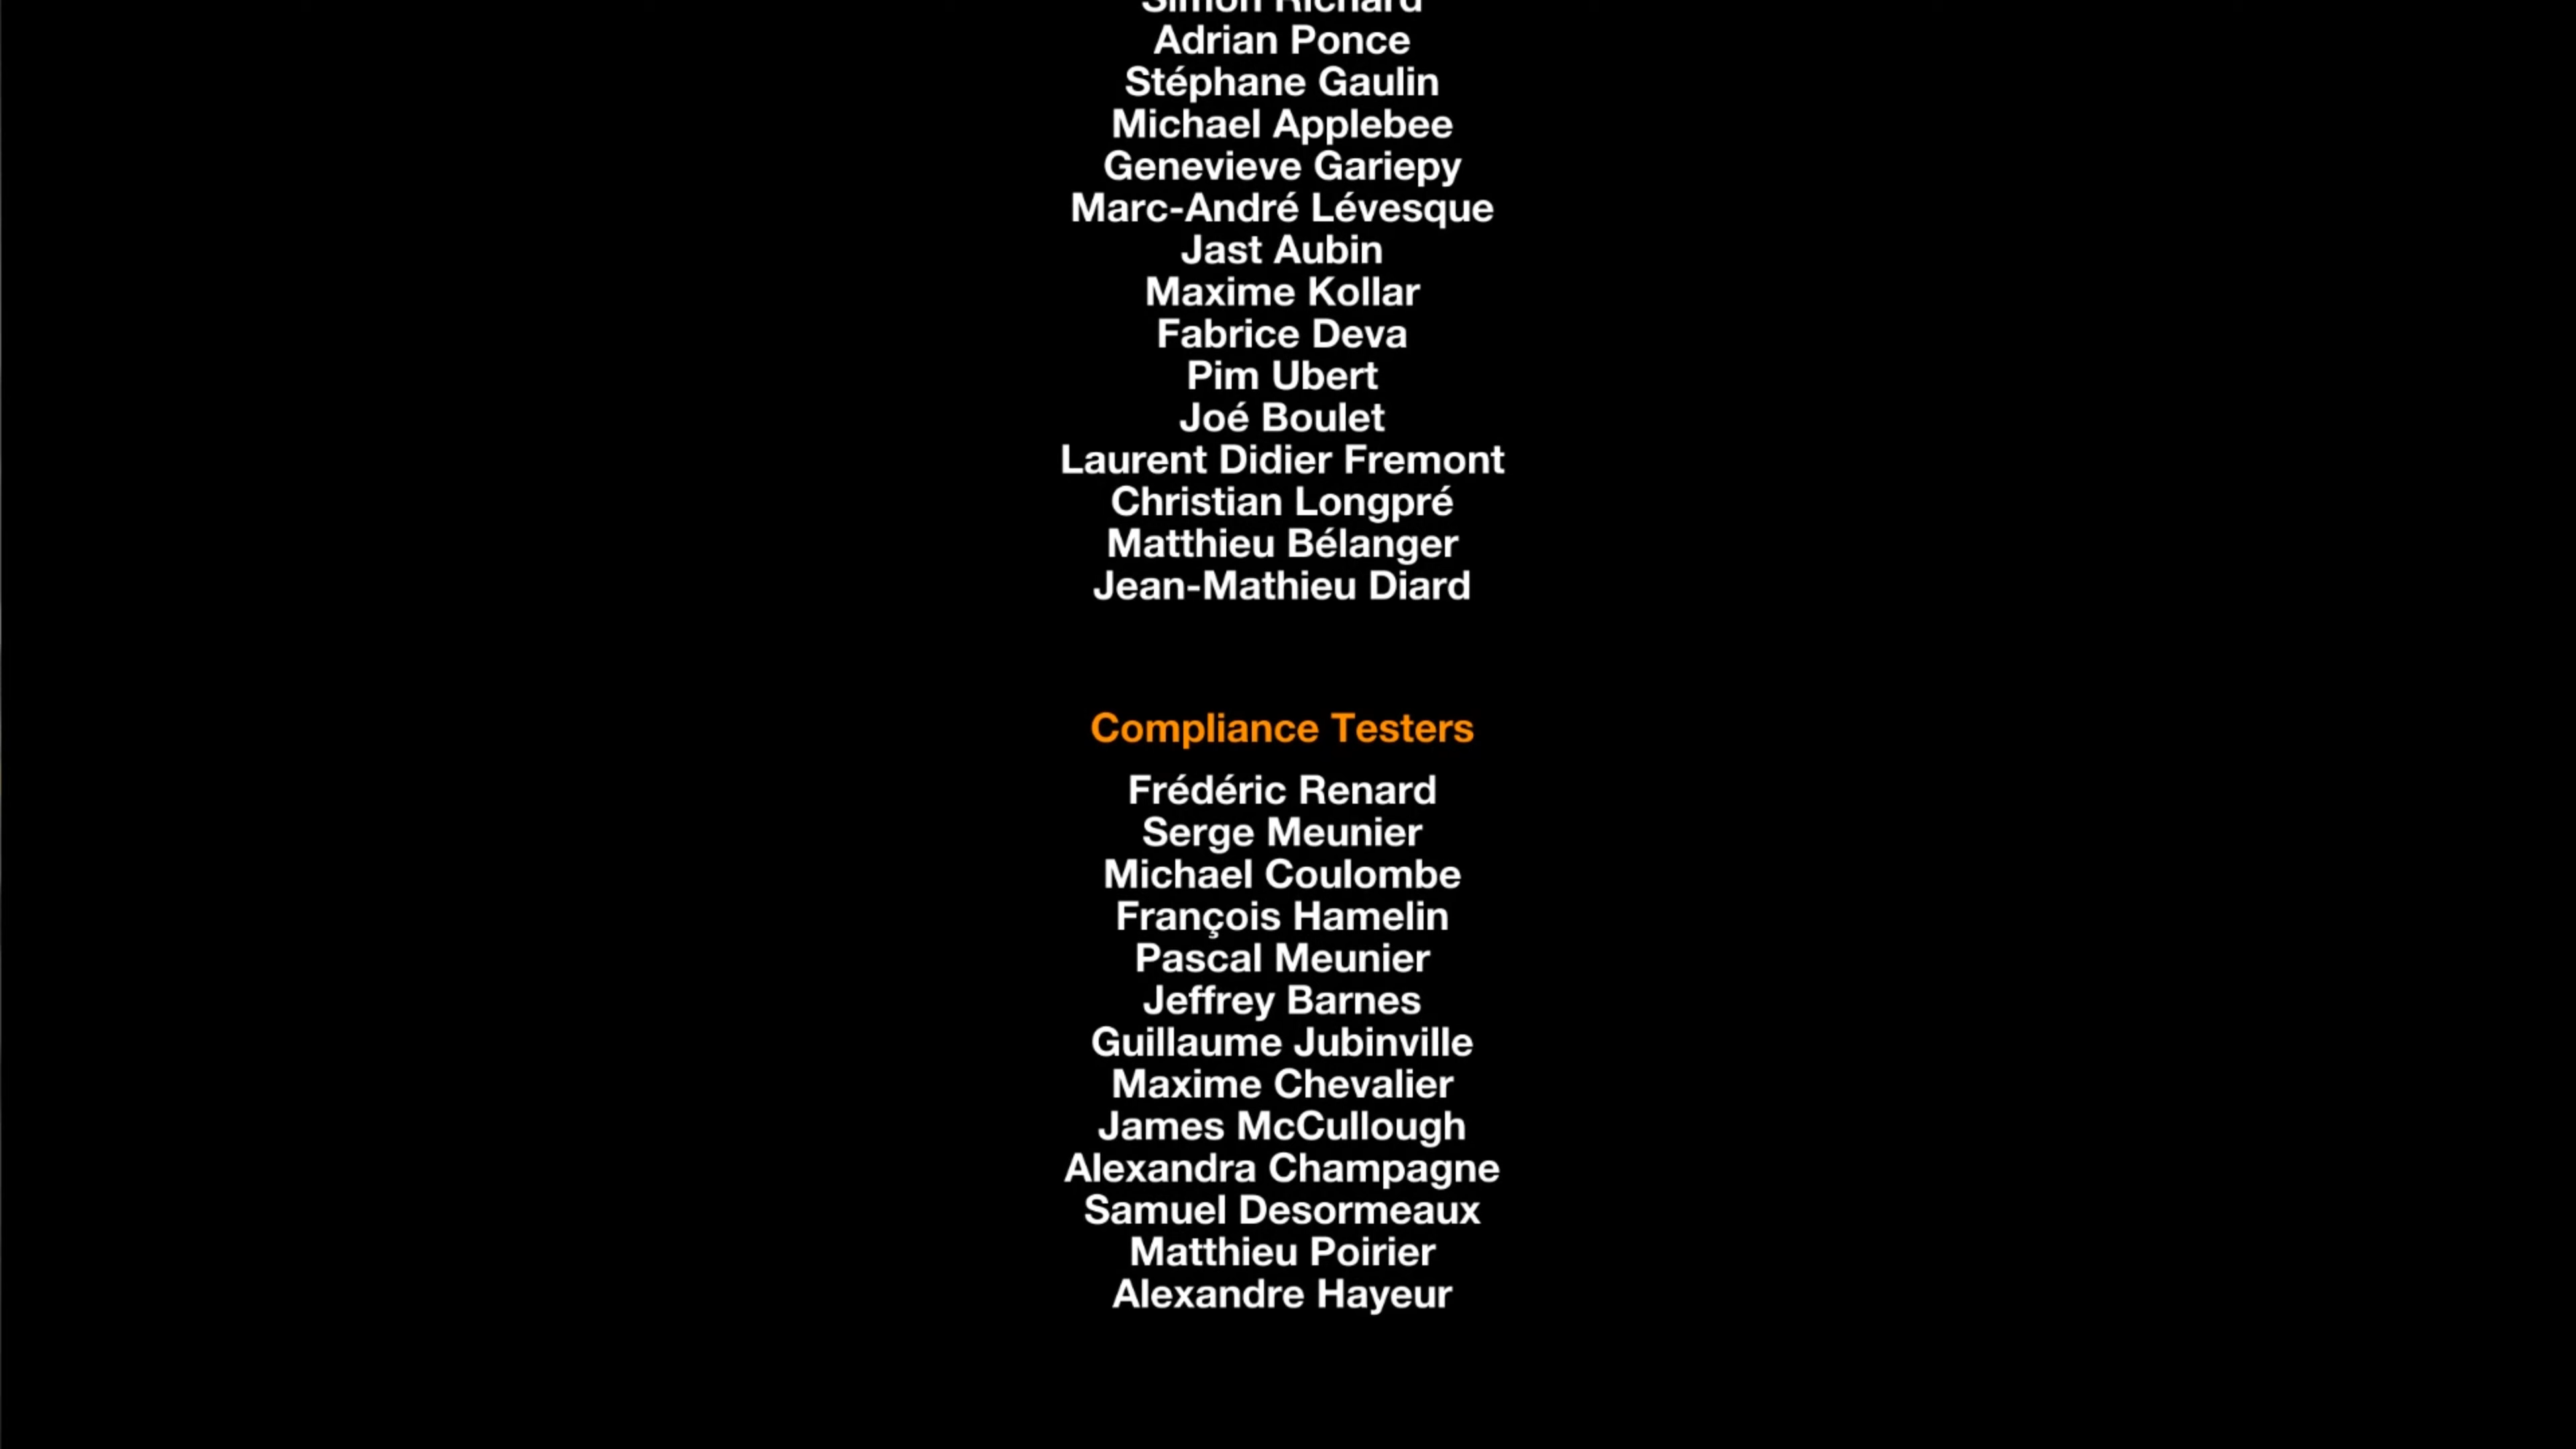 Simon Richard
Adrian Ponce
Stéphane Gaulin
Michael Applebee
Genevieve Gariepy
Marc-André Lévesque
Jast Aubin
Maxime Kollar
Fabrice Deva
Pim Ubert
Joé Boulet
Laurent Didier Fremont
Christian Longpré
Matthieu Bélanger
Jean-Mathieu Diard
Compliance Testers
Frédéric Renard
Serge Meunier
Michael Coulombe
François Hamelin
Pascal Meunier
Jeffrey Barnes
Guillaume Jubinville
Maxime Chevalier
James McCullough
Alexandra Champagne
Samuel Desormeaux
Matthieu Poirier
Alexandre Hayeur